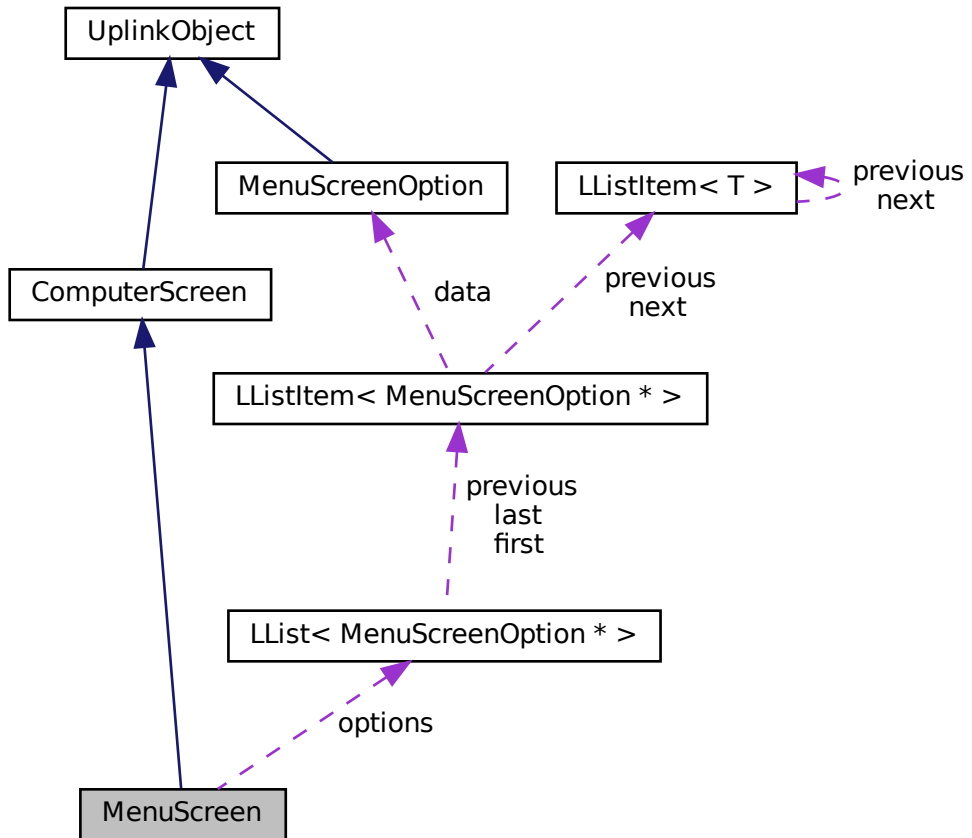 UplinkObject
MenuScreenOption
LListItem< T >
previous
next
ComputerScreen
data
previous
next
LListItem< MenuScreenOption * >
previous
last
first
LList< MenuScreenOption * >
options
MenuScreen